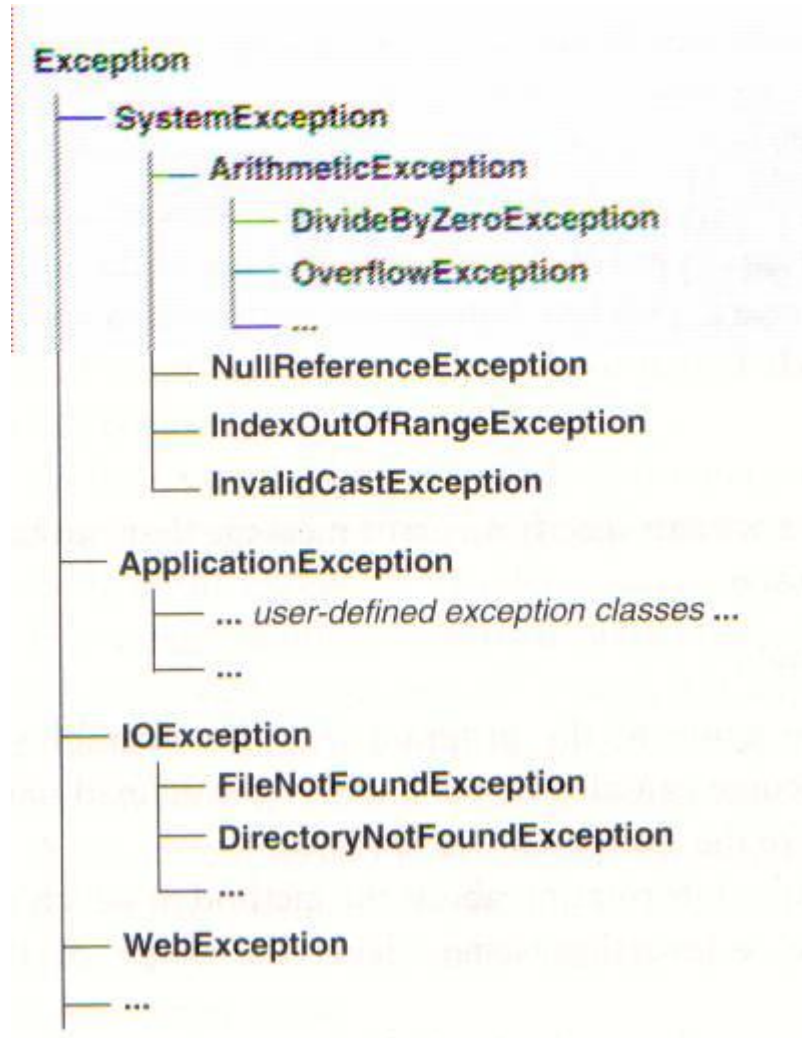 Exception
SystemException
ArithmeticException
DivideByZeroException
OverflowException
...
NullReferenceException
IndexOutOfRangeException
InvalidCastException
ApplicationException
... user-defined exception classes ...
...
IOException
FileNotFoundException
DirectoryNotFoundException
...
WebException
...